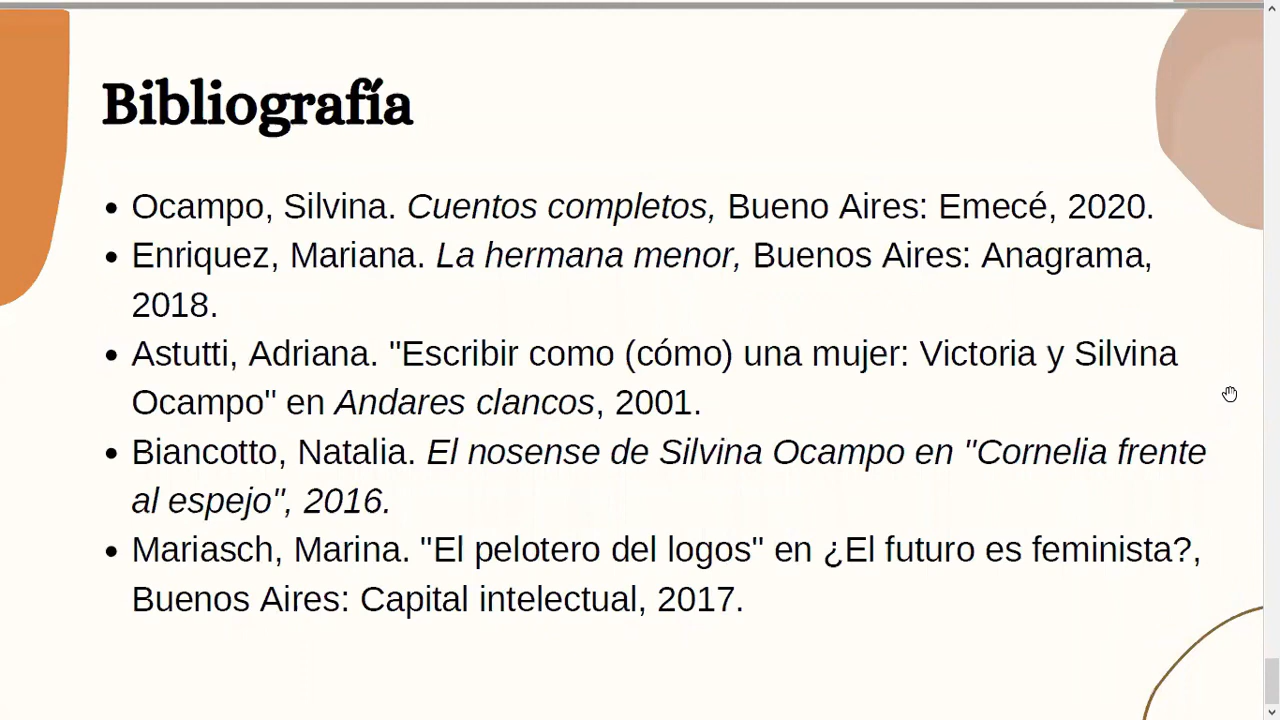 Bibliografía
• Ocampo, Silvina. Cuentos completos, Bueno Aires: Emecé, 2020.
• Enriquez, Mariana. La hermana menor, Buenos Aires: Anagrama,
2018.
• Astutti, Adriana. "Escribir como (cómo) una mujer: Victoria y Silvina
Ocampo" en Andares clancos, 2001.
• Biancotto, Natalia. El nosense de Silvina Ocampo en "Cornelia frente
al espejo", 2016.
• Mariasch, Marina. "El pelotero del logos" en ¿El futuro es feminista?,
Buenos Aires: Capital intelectual, 2017.